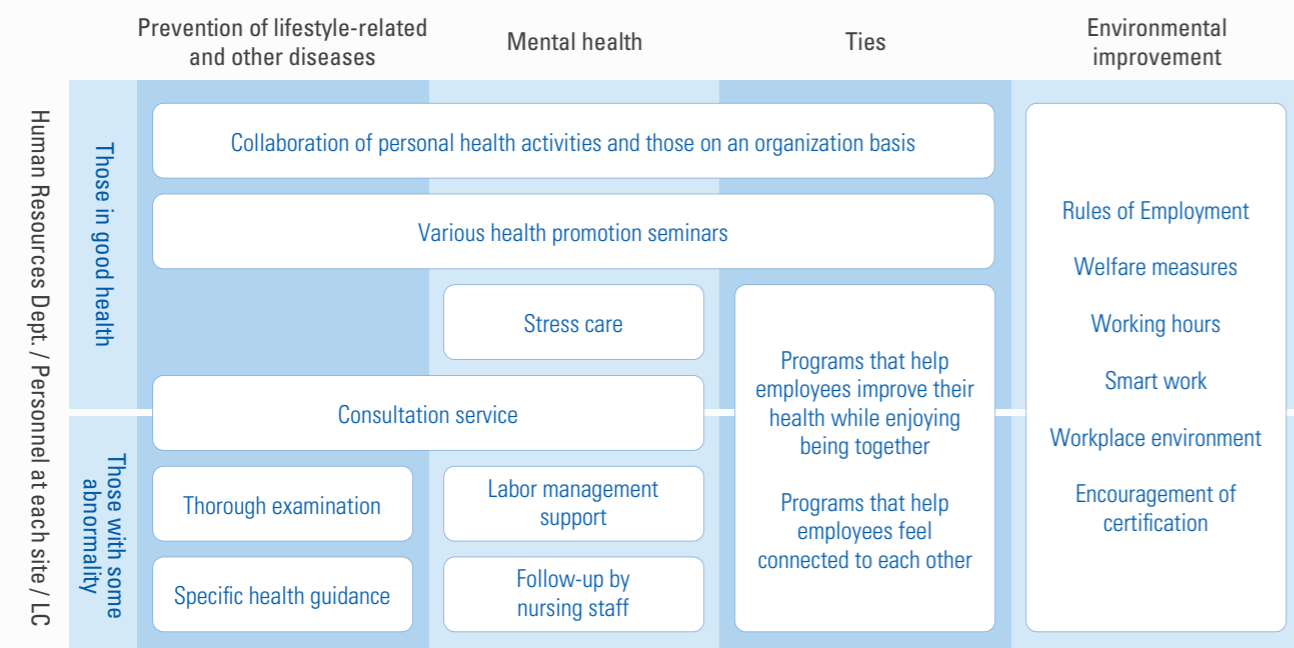 Prevention of lifestyle-related
and other diseases
Mental health
Ties
Environmental
improvement
Human Resources Dept. / Personnel at each site / LC
Those in good health
Those with some
abnormality
Collaboration of personal health activities and those on an organization basis
Various health promotion seminars
Stress care
Consultation service
Thorough examination
Labor management
support
Specific health guidance
Follow-up by
nursing staff
Programs that help
employees improve their
health while enjoying
being together
Programs that help
employees feel
connected to each other
Rules of Employment
Welfare measures
Working hours
Smart work
Workplace environment
Encouragement of
certification